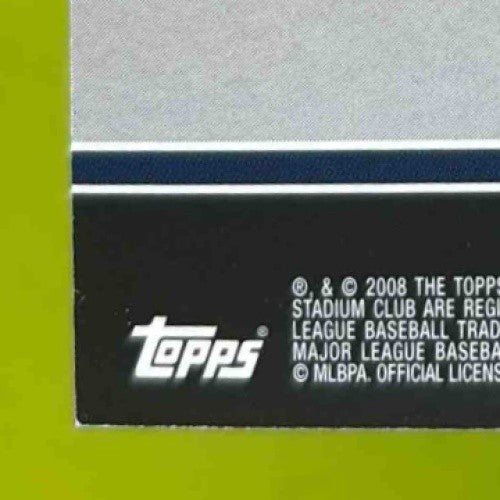 ®, & © 2008 THE TOPPS
STADIUM CLUB ARE REGI
LEAGUE BASEBALL TRAD
MAJOR LEAGUE BASEBA
© MLBPA. OFFICIAL LICENS
Topps®